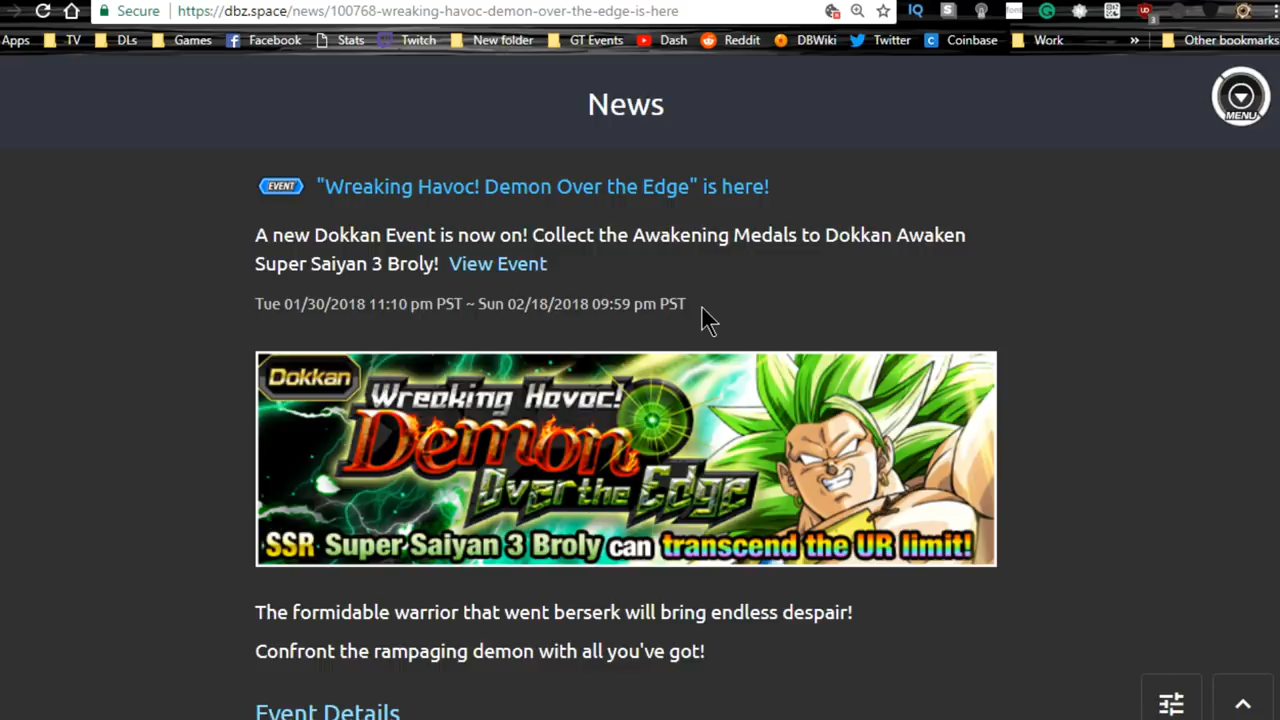 Secure https://dbz.space/news/100768-wreaking-havoc-demon-over-the-edge-is-here IQ S font UD 3
Apps TV DLs Games Facebook Stats Twitch New folder GT Events Dash Reddit DBWiki Twitter Coinbase Work » Other bookmarks
News
MENU
EVENT "Wreaking Havoc! Demon Over the Edge" is here!
A new Dokkan Event is now on! Collect the Awakening Medals to Dokkan Awaken
Super Saiyan 3 Broly! View Event
Tue 01/30/2018 11:10 pm PST ~ Sun 02/18/2018 09:59 pm PST
Dokkan
Wreaking Havoc!
Demon
Over the Edge
SSR Super Saiyan 3 Broly can transcend the UR limit!
The formidable warrior that went berserk will bring endless despair!
Confront the rampaging demon with all you've got!
Event Details